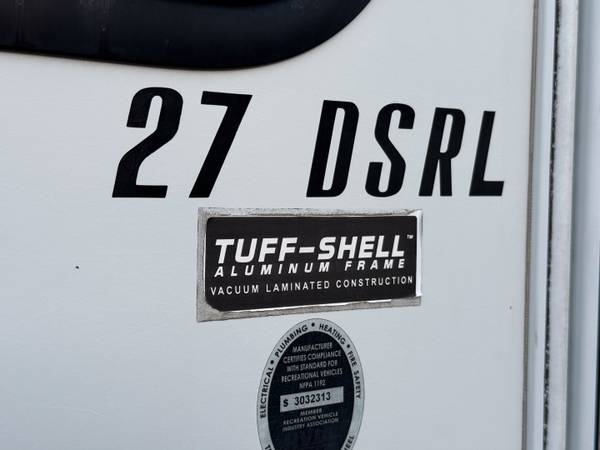 27 DSRL
TUFF-SHELL™
ALUMINUM FRAME
VACUUM LAMINATED CONSTRUCTION
ELECTRICAL • PLUMBING • HEATING • FIRE SAFETY
MANUFACTURER
CERTIFIES COMPLIANCE
WITH STANDARD FOR
RECREATIONAL VEHICLES
NFPA 1192
S 3032313
MEMBER
RECREATION VEHICLE
INDUSTRY ASSOCIATION